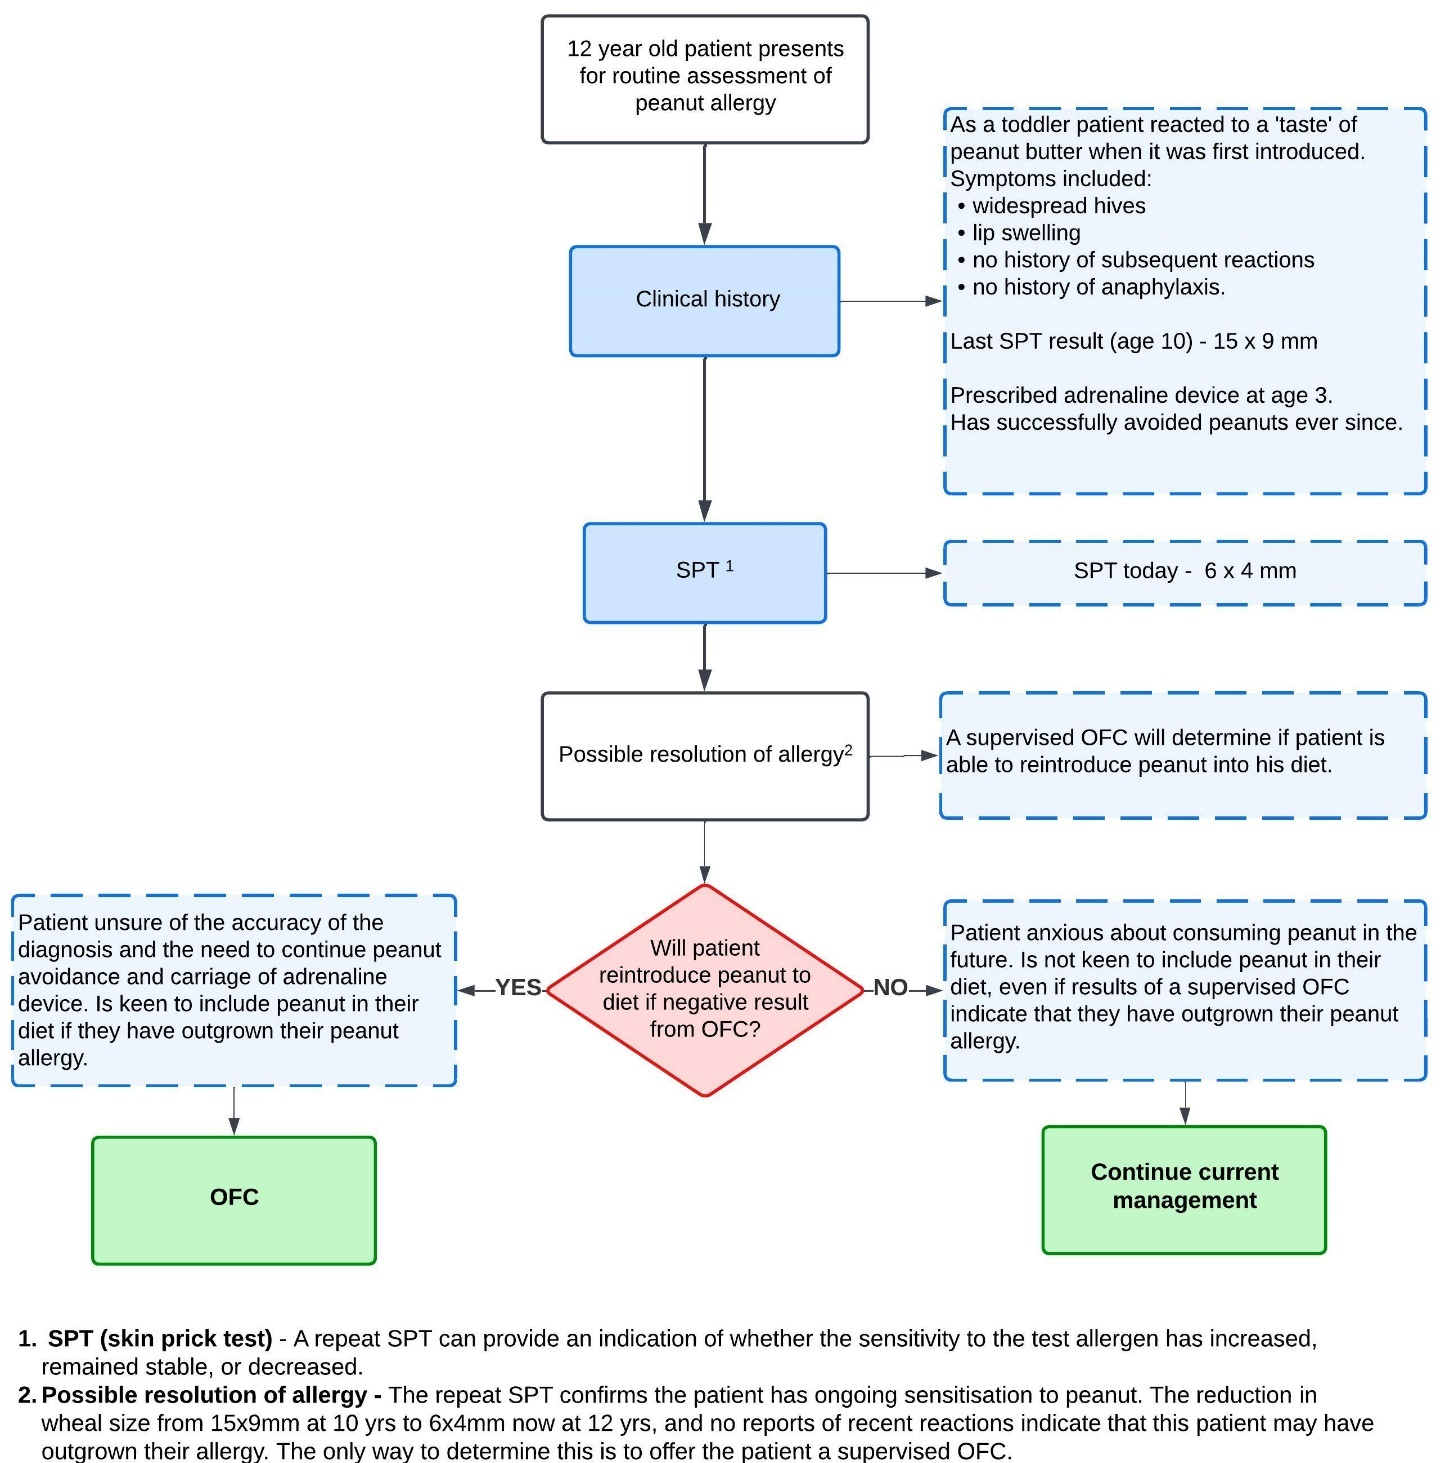 12 year old patient presents
for routine assessment of
peanut allergy
As a toddler patient reacted to a 'taste' of
peanut butter when it was first introduced.
Symptoms included:
• widespread hives
• lip swelling
• no history of subsequent reactions
• no history of anaphylaxis.
Last SPT result (age 10) - 15 x 9 mm
Prescribed adrenaline device at age 3.
Has successfully avoided peanuts ever since.
Clinical history
SPT 1
SPT today - 6 x 4 mm
Possible resolution of allergy2
A supervised OFC will determine if patient is
able to reintroduce peanut into his diet.
Patient unsure of the accuracy of the
diagnosis and the need to continue peanut
avoidance and carriage of adrenaline
device. Is keen to include peanut in their
diet if they have outgrown their peanut
allergy.
YES
Will patient
reintroduce peanut to
diet if negative result
from OFC?
NO
Patient anxious about consuming peanut in the
future. Is not keen to include peanut in their
diet, even if results of a supervised OFC
indicate that they have outgrown their peanut
allergy.
OFC
Continue current
management
1. SPT (skin prick test) - A repeat SPT can provide an indication of whether the sensitivity to the test allergen has increased,
remained stable, or decreased.
2. Possible resolution of allergy - The repeat SPT confirms the patient has ongoing sensitisation to peanut. The reduction in
wheal size from 15x9mm at 10 yrs to 6x4mm now at 12 yrs, and no reports of recent reactions indicate that this patient may have
outgrown their allergy. The only way to determine this is to offer the patient a supervised OFC.